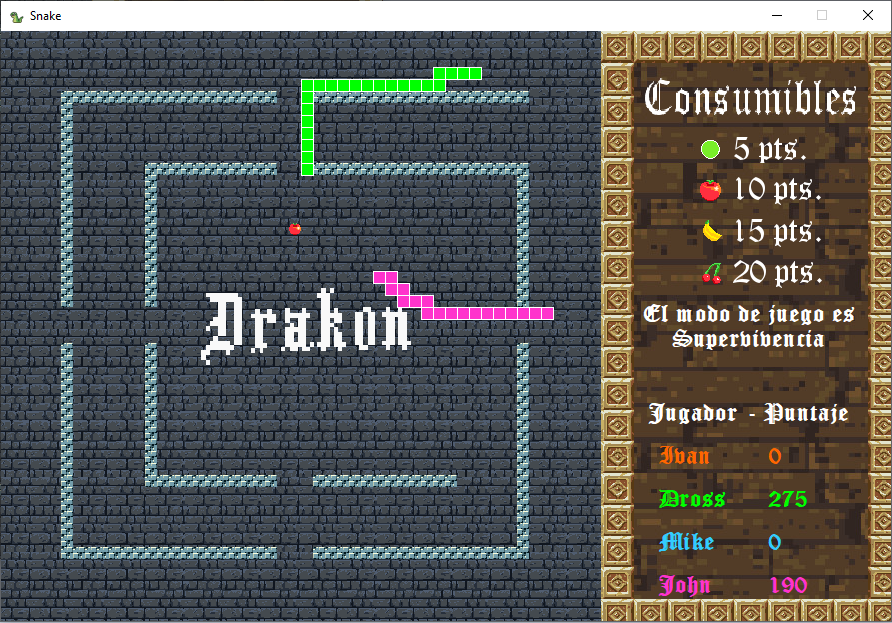 Snake
Consumibles
5 pts.
10 pts.
15 pts.
20 pts.
El modo de juego es
Supervivencia
Drakon
Jugador - Puntaje
Ivan 0
Dross 275
Mike 0
John 190